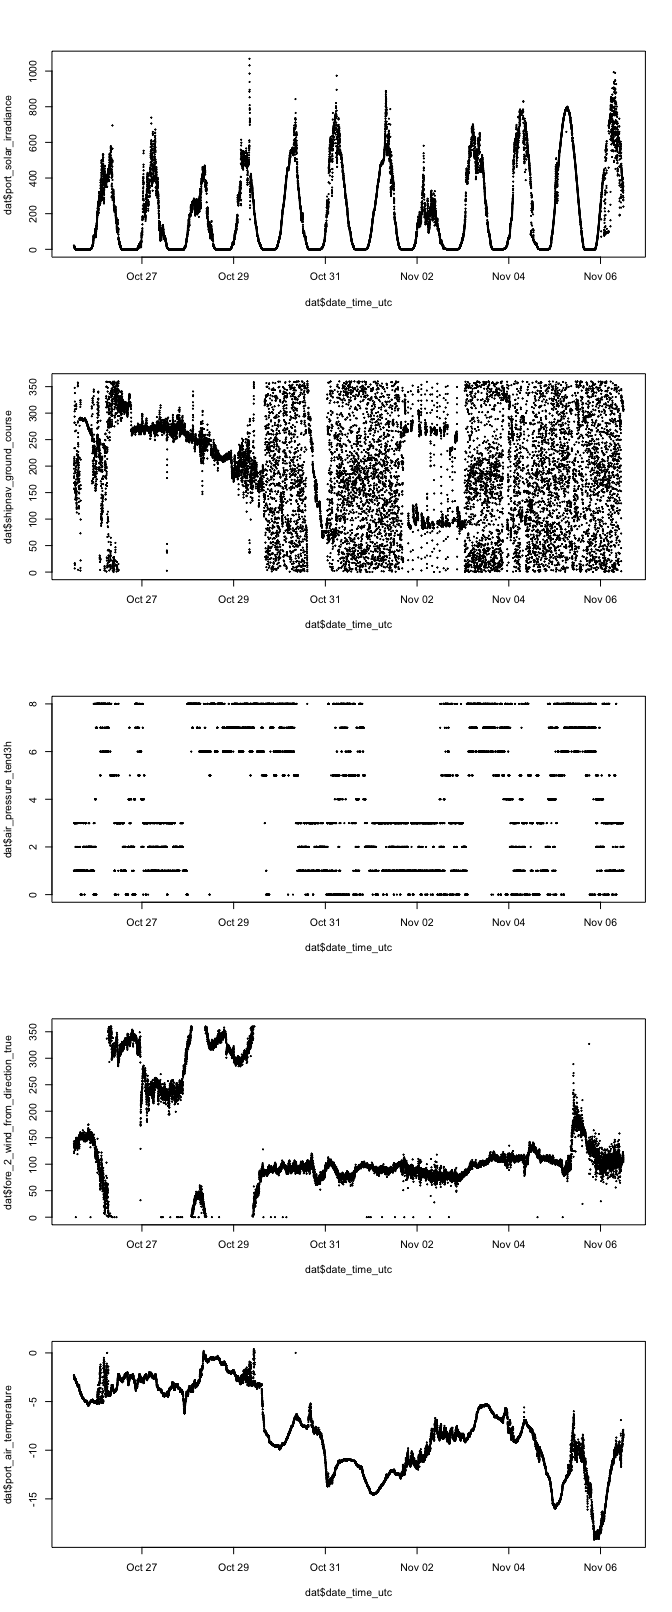 dat$port_solar_irradiance
1000
800
600
400
200
0
Oct 27 Oct 29 Oct 31 Nov 02 Nov 04 Nov 06
dat$date_time_utc
dat$shipnav_ground_course
350
300
250
200
150
100
50
0
Oct 27 Oct 29 Oct 31 Nov 02 Nov 04 Nov 06
dat$date_time_utc
dat$air_pressure_tend3h
8
6
4
2
0
Oct 27 Oct 29 Oct 31 Nov 02 Nov 04 Nov 06
dat$date_time_utc
dat$fore_2_wind_from_direction_true
350
300
250
200
150
100
50
0
Oct 27 Oct 29 Oct 31 Nov 02 Nov 04 Nov 06
dat$date_time_utc
dat$port_air_temperature
0
-5
-10
-15
Oct 27 Oct 29 Oct 31 Nov 02 Nov 04 Nov 06
dat$date_time_utc